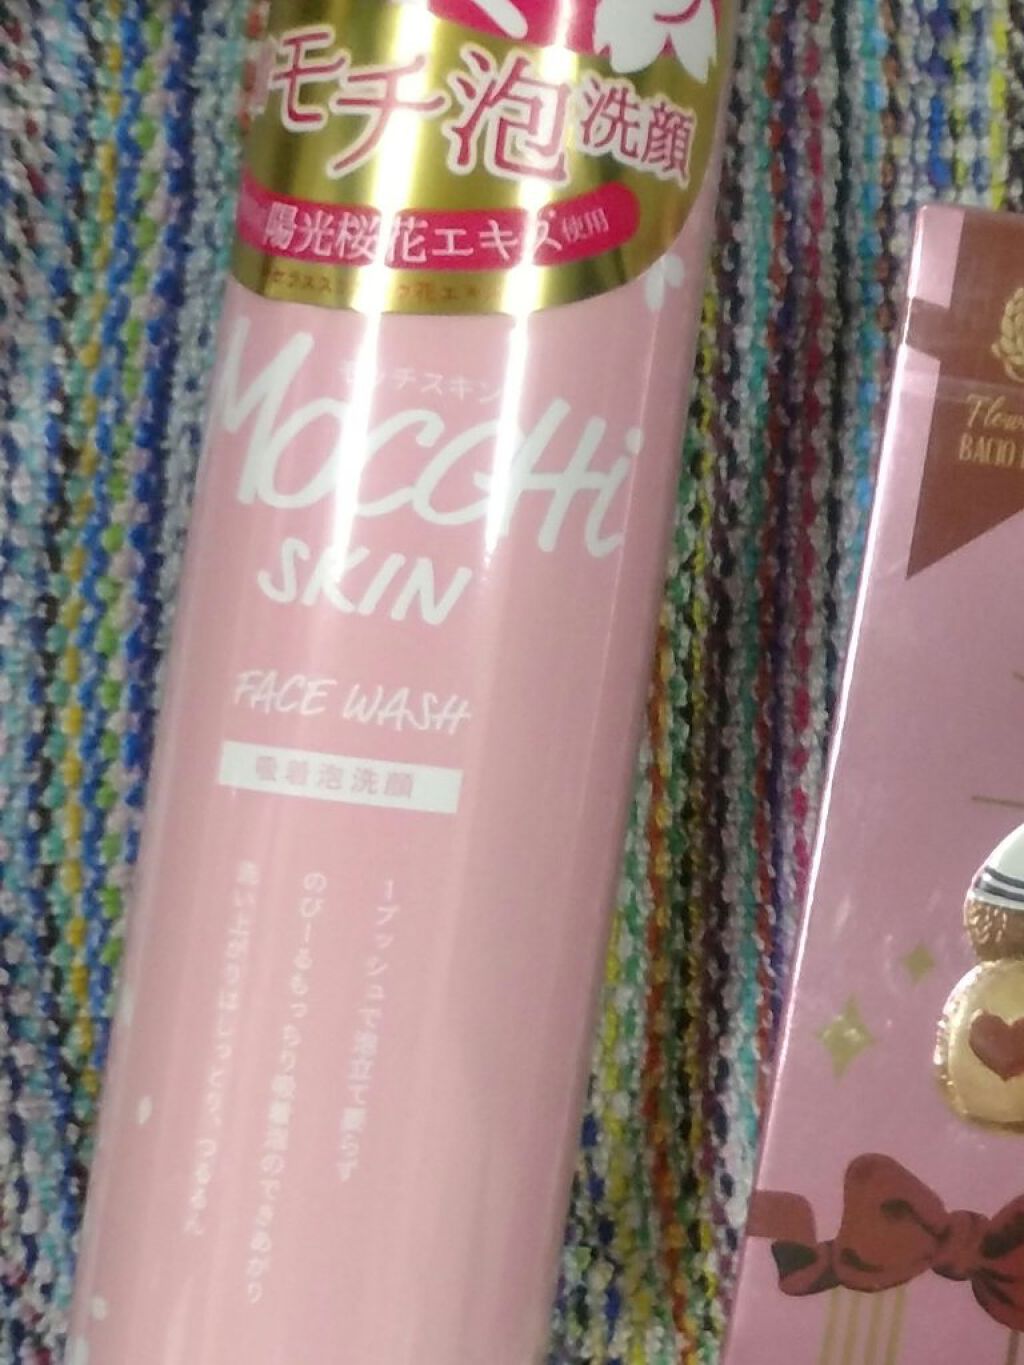 モチ泡洗顔
陽光桜花エキス使用
モッチスキン
MOCCHi
SKIN
FACE WASH
吸着泡洗顔
1プッシュで泡立て要らず
のびーるもっちり吸着泡のできあがり
洗い上がりはしっとり、つるるん
BACIO